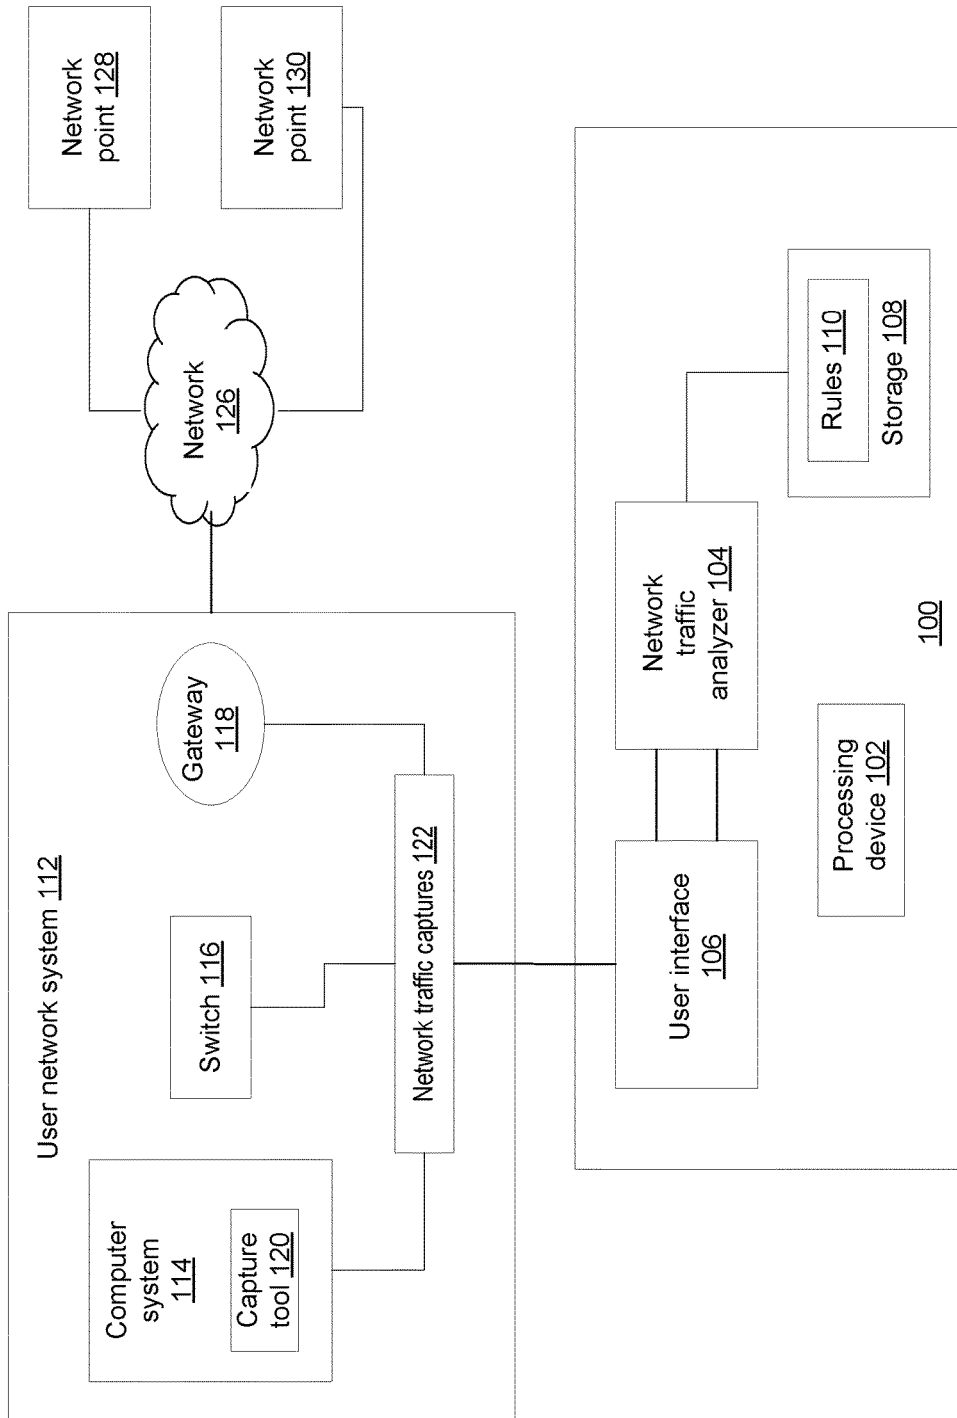 User network system 112
Computer
system
114
Capture
tool 120
Switch 116
Gateway
118
Network traffic captures 122
Network
126
Network
point 128
Network
point 130
User interface
106
Network
traffic
analyzer 104
Rules 110
Storage 108
Processing
device 102
100